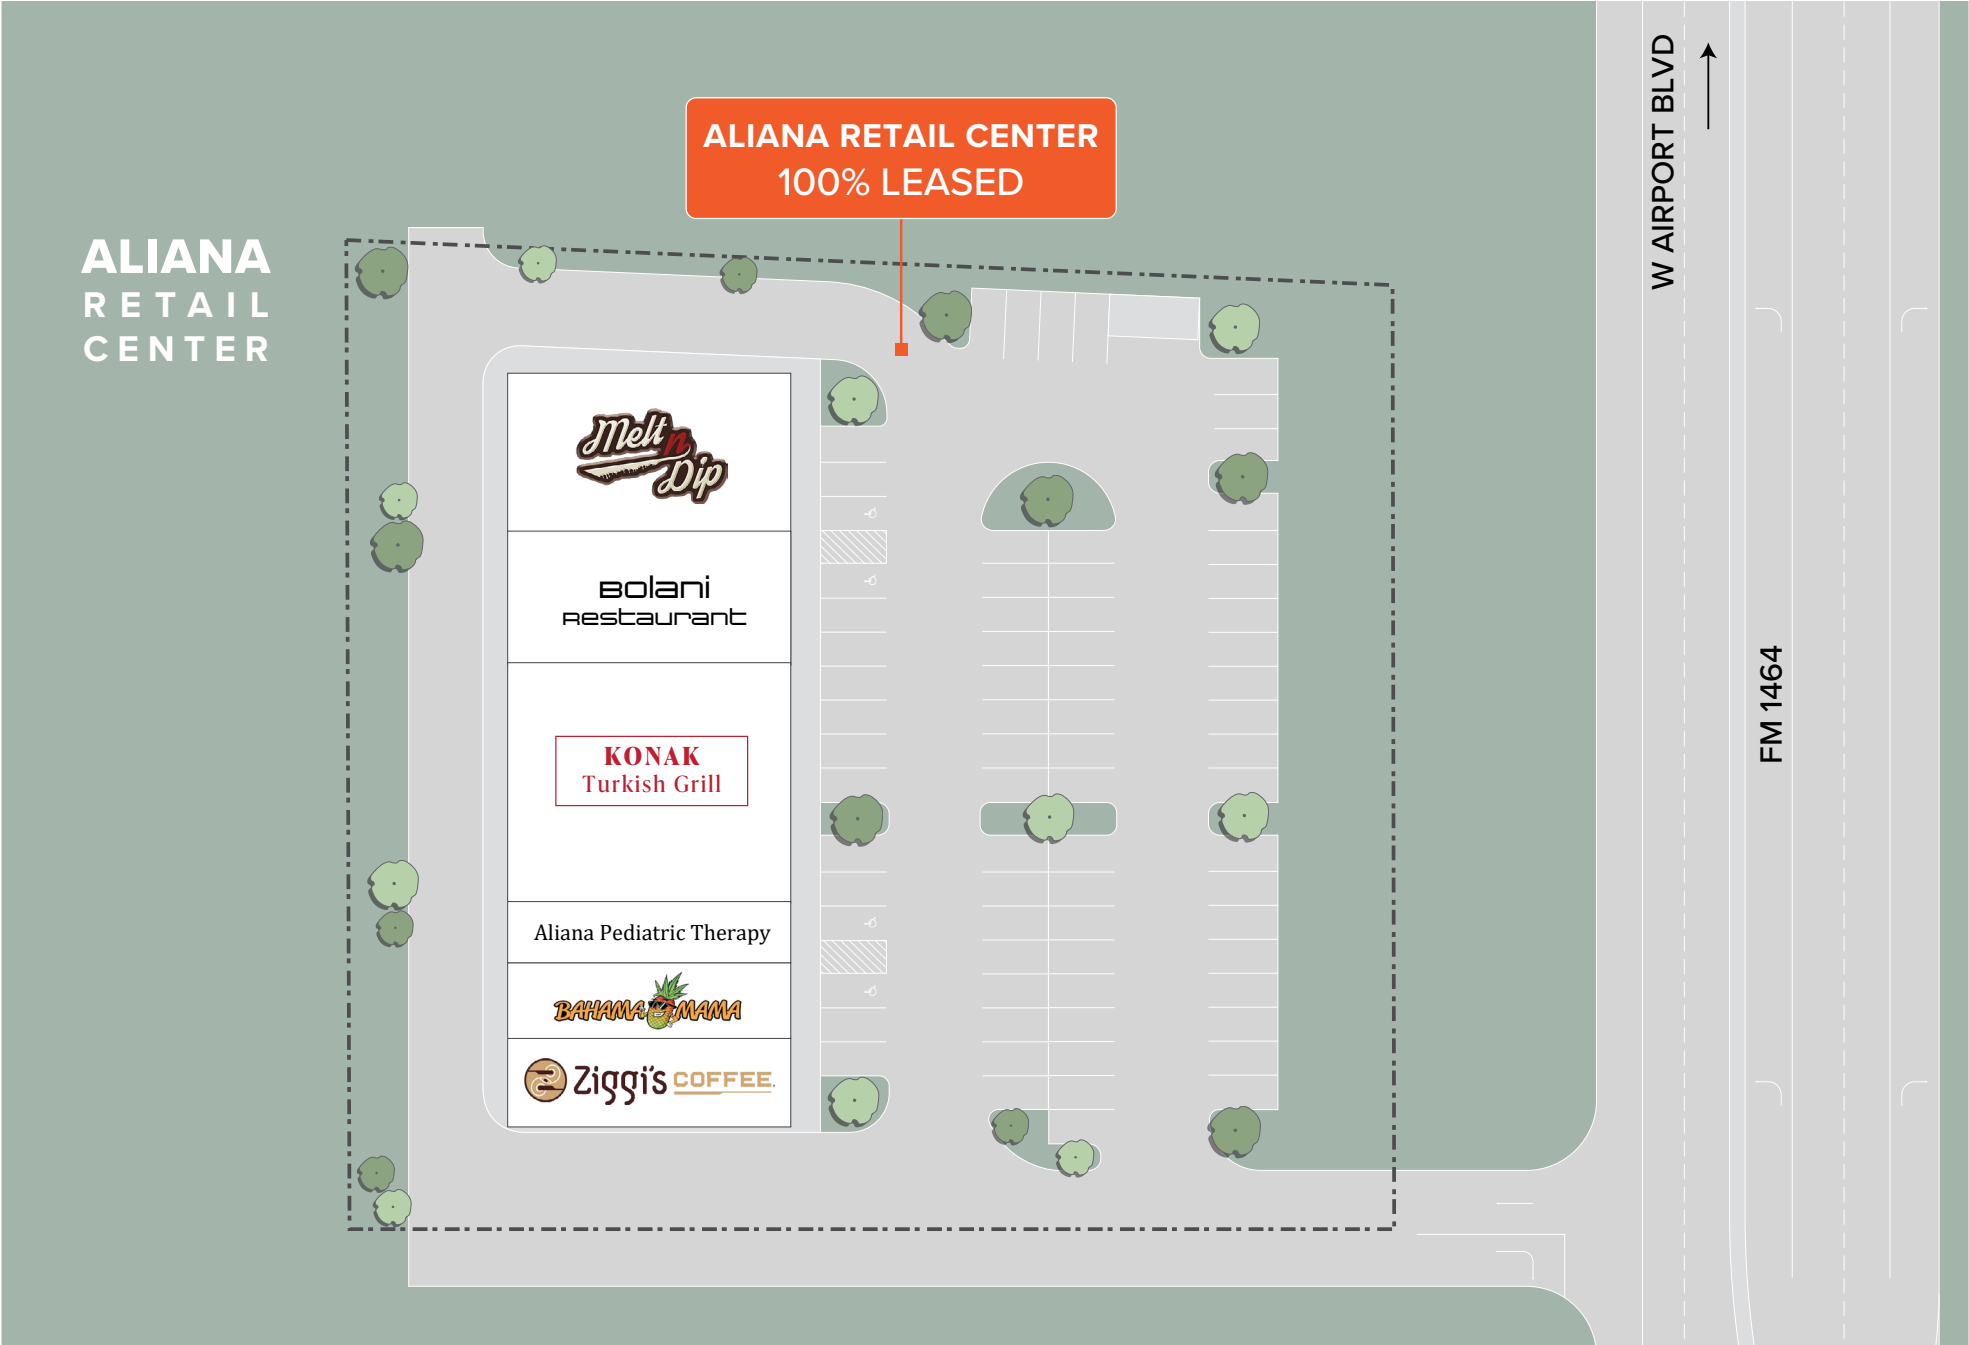 ALIANA RETAIL CENTER
100% LEASED
ALIANA
RETAIL
CENTER
W AIRPORT BLVD
FM 1464
Melt n
Dip
Bolani
Restaurant
KONAK
Turkish Grill
Aliana Pediatric Therapy
BAHAMA MAMA
Ziggi's COFFEE.